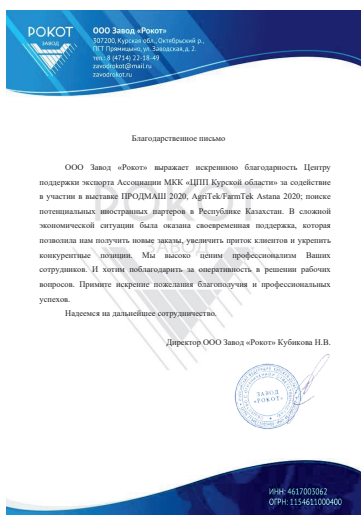 РОКОТ
ЗАВОД
ООО Завод «Рокот»
307200, Курская обл., Октябрьский р.,
ПГТ Прямицыно, ул. Заводская, д. 2.
тел.: 8 (4714) 22-18-49
zavodrokot@mail.ru
zavodrokot.ru
Благодарственное письмо
ООО Завод «Рокот» выражает искреннюю благодарность Центру
поддержки экспорта Ассоциации МКК «ЦПП Курской области» за содействие
в участии в выставке ПРОДМАШ 2020, AgriTek/FarmTek Astana 2020; поиске
потенциальных иностранных партеров в Республике Казахстан. В сложной
экономической ситуации была оказана своевременная поддержка, которая
позволила нам получить новые заказы, увеличить приток клиентов и укрепить
конкурентные позиции. Мы высоко ценим профессионализм Ваших
сотрудников. И хотим поблагодарить за оперативность в решении рабочих
вопросов. Примите искрение пожелания благополучия и профессиональных
успехов.
Надеемся на дальнейшее сотрудничество.
Директор ООО Завод «Рокот» Кубикова Н.В.
ЗАВОД
«РОКОТ»
ИНН: 4617003062
ОГРН: 1154611000400